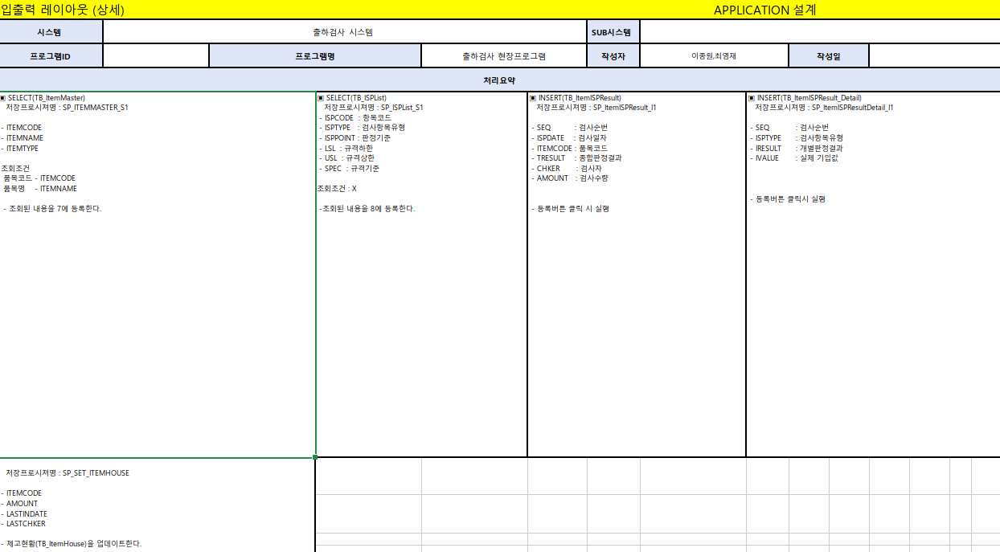 입출력 레이아웃 (상세) APPLICATION 설계
시스템 출하검사 시스템 SUB시스템
프로그램ID 프로그램명 출하검사 현장프로그램 작성자 이종원,최영재 작성일
처리요약
▣ SELECT(TB_ItemMaster)
저장프로시져명 : SP_ITEMMASTER_S1
- ITEMCODE
- ITEMNAME
- ITEMTYPE
조회조건
품목코드 - ITEMCODE
품목명 - ITEMNAME
- 조회된 내용을 7에 등록한다.
▣ SELECT(TB_ISPList)
저장프로시져명 : SP_ISPList_S1
- ISPCODE : 항목코드
- ISPTYPE : 검사항목유형
- ISPPOINT : 판정기준
- LSL : 규격하한
- USL : 규격상한
- SPEC : 규격기준
조회조건 : X
-조회된 내용을 8에 등록한다.
▣ INSERT(TB_ItemISPResult)
저장프로시져명 : SP_ItemISPResult_I1
- SEQ : 검사순번
- ISPDATE : 검사일자
- ITEMCODE : 품목코드
- TRESULT : 종합판정결과
- CHKER : 검사자
- AMOUNT : 검사수량
- 등록버튼 클릭 시 실행
▣ INSERT(TB_ItemISPResult_Detail)
저장프로시져명 : SP_ItemISPResultDetail_I1
- SEQ : 검사순번
- ISPTYPE : 검사항목유형
- IRESULT : 개별판정결과
- IVALUE : 실제 기입값
- 등록버튼 클릭시 실행
저장프로시져명 : SP_SET_ITEMHOUSE
- ITEMCODE
- AMOUNT
- LASTINDATE
- LASTCHKER
- 제고현황(TB_ItemHouse)을 업데이트한다.